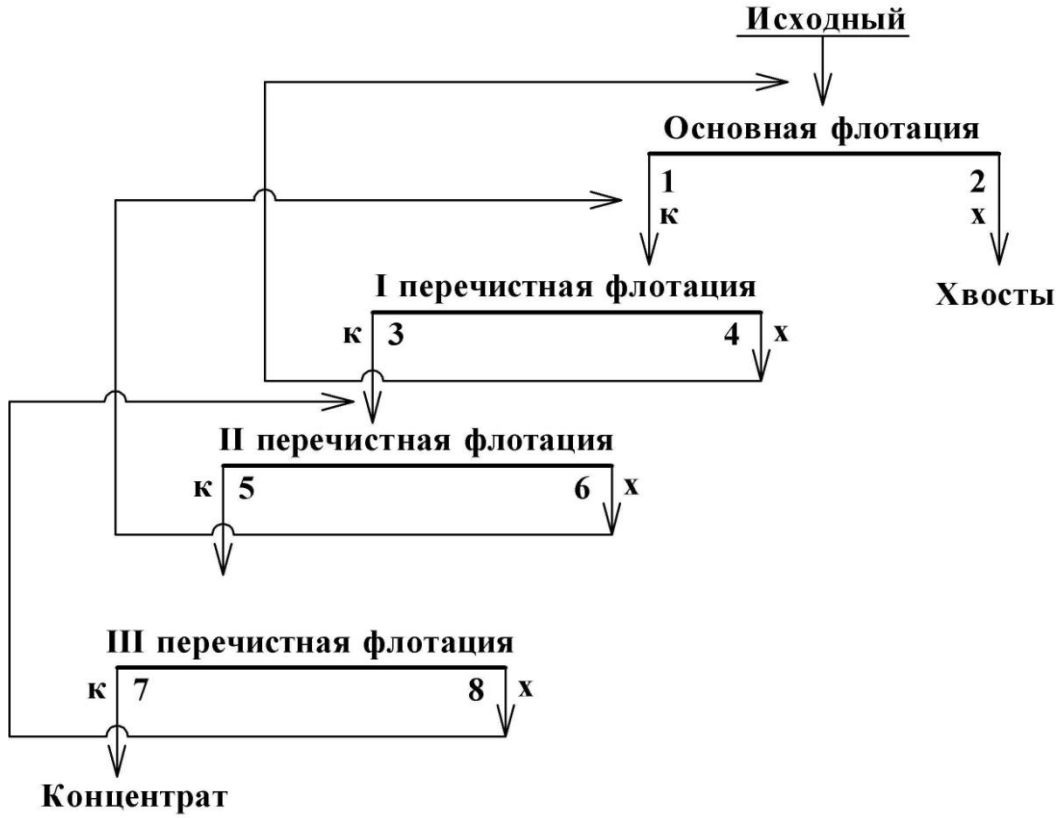 Исходный
Основная флотация
1 2
к х
Хвосты
I перечистная флотация
к 3 4 х
II перечистная флотация
к 5 6 х
III перечистная флотация
к 7 8 х
Концентрат